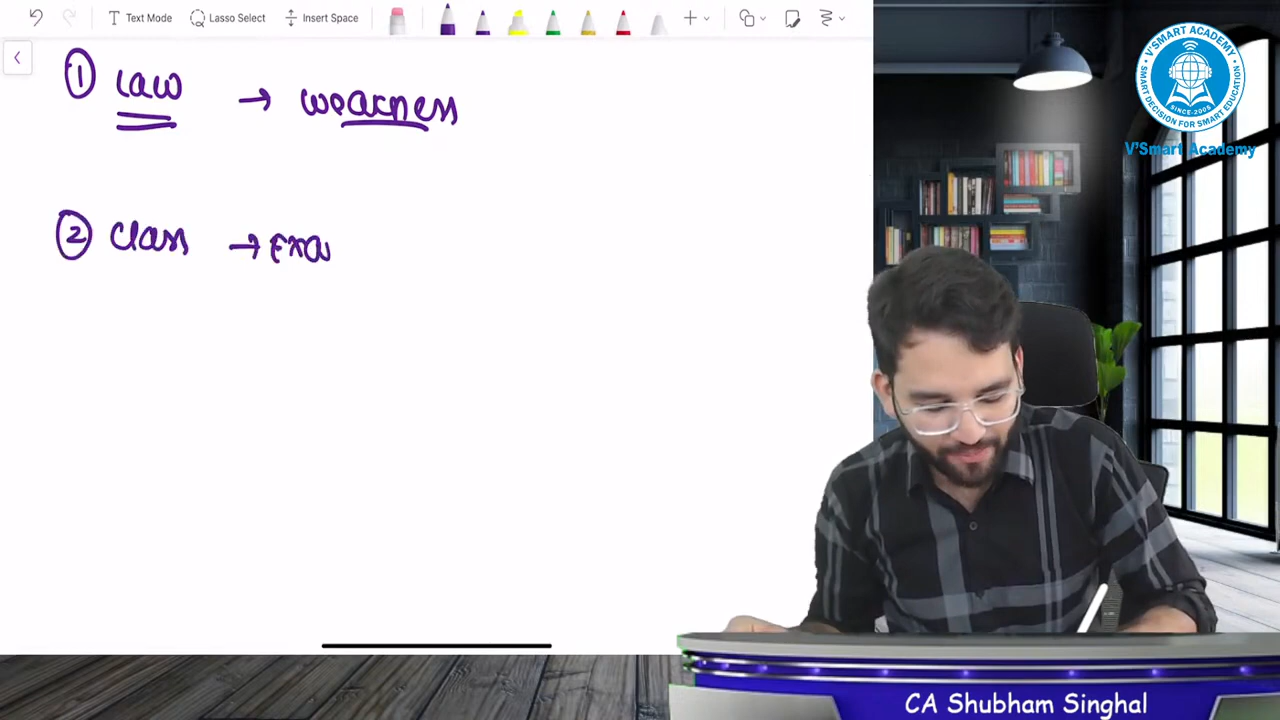 Text Mode Lasso Select Insert Space
① Law → weakness
② Class → Exa
V'SMART ACADEMY
SINCE-2005
SMART DECISION FOR SMART EDUCATION
V'Smart Academy
CA Shubham Singhal